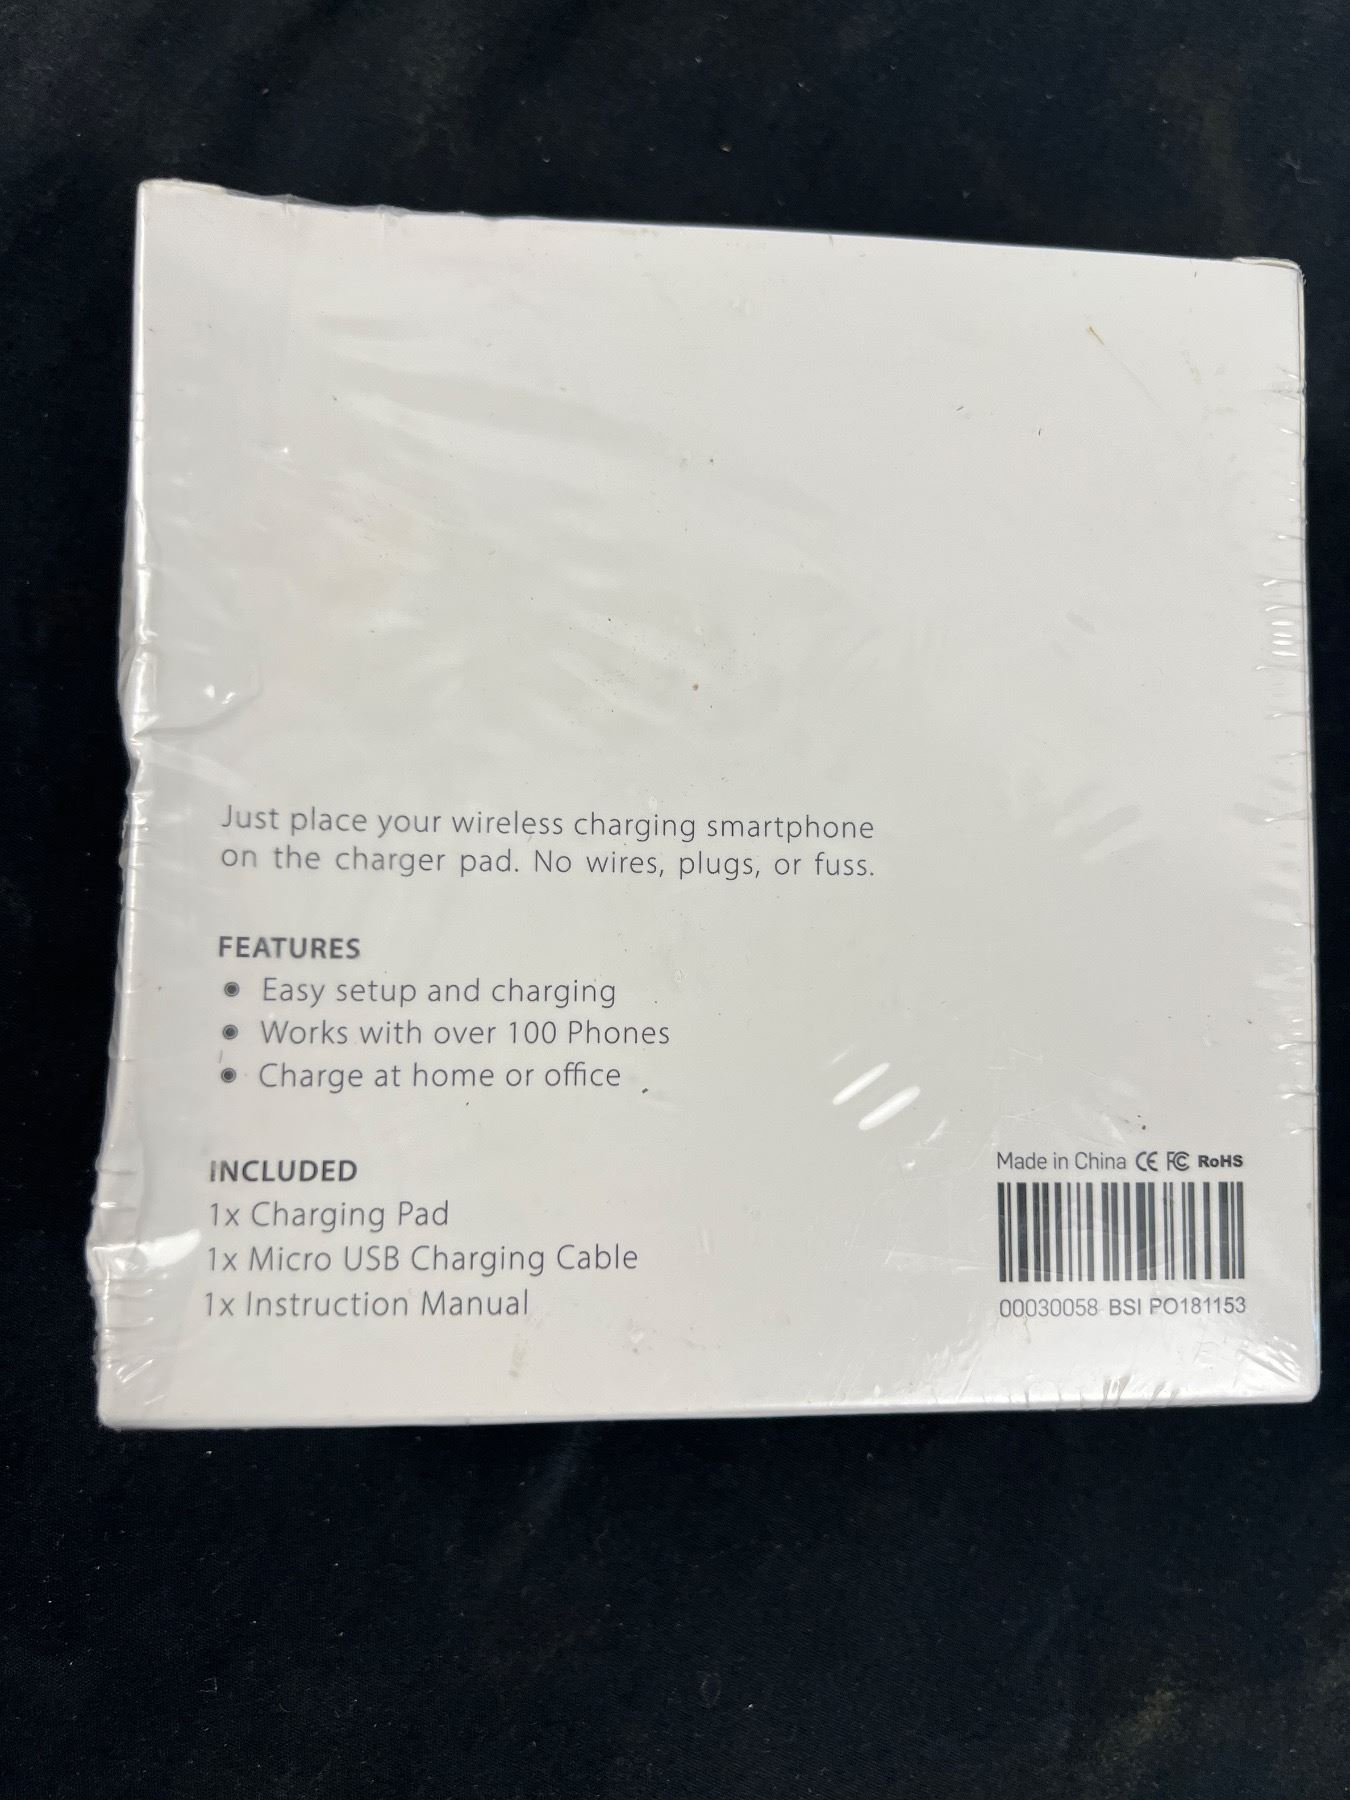 Just place your wireless charging smartphone
on the charger pad. No wires, plugs, or fuss.
FEATURES
● Easy setup and charging
● Works with over 100 Phones
● Charge at home or office
INCLUDED
1x Charging Pad
1x Micro USB Charging Cable
1x Instruction Manual
Made in China CE FC RoHS
00030058 BSI PO181153